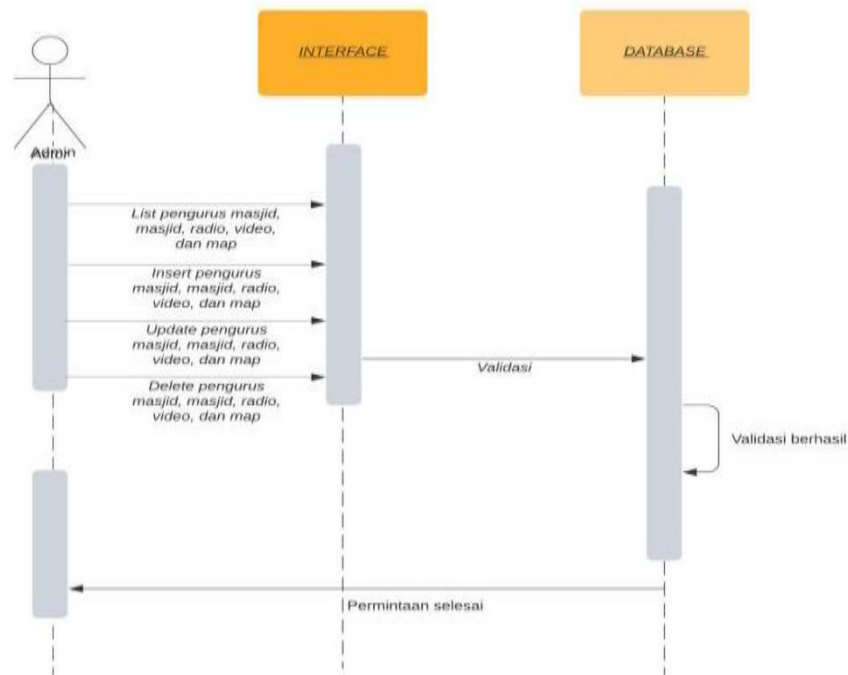 INTERFACE
DATABASE
Admin
List pengurus masjid,
masjid, radio, video,
dan map
Insert pengurus
masjid, masjid, radio,
video, dan map
Update pengurus
masjid, masjid, radio,
video, dan map
Validasi
Delete pengurus
masjid, masjid, radio,
video, dan map
Validasi berhasil
Permintaan selesai